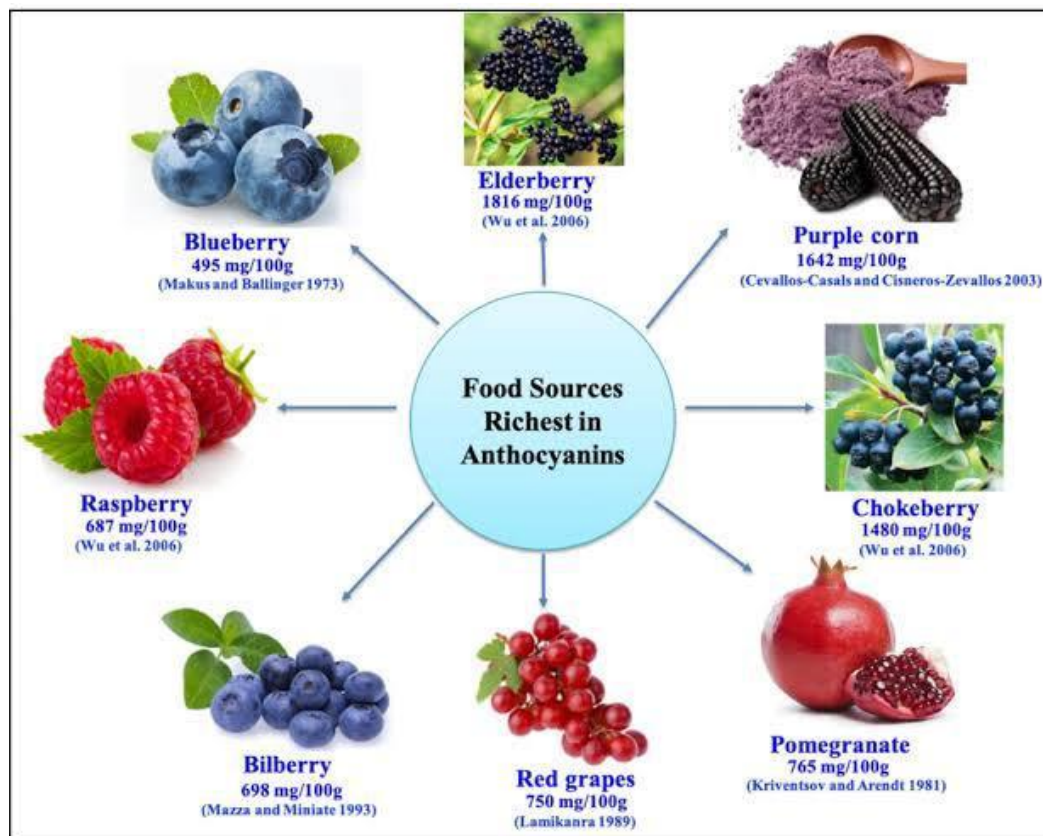 Food Sources
Richest in
Anthocyanins
Elderberry
1816 mg/100g
(Wu et al. 2006)
Purple corn
1642 mg/100g
(Cevallos-Casals and Cisneros-Zevallos 2003)
Chokeberry
1480 mg/100g
(Wu et al. 2006)
Pomegranate
765 mg/100g
(Kriventsov and Arendt 1981)
Red grapes
750 mg/100g
(Lamikanra 1989)
Bilberry
698 mg/100g
(Mazza and Miniate 1993)
Raspberry
687 mg/100g
(Wu et al. 2006)
Blueberry
495 mg/100g
(Makus and Ballinger 1973)